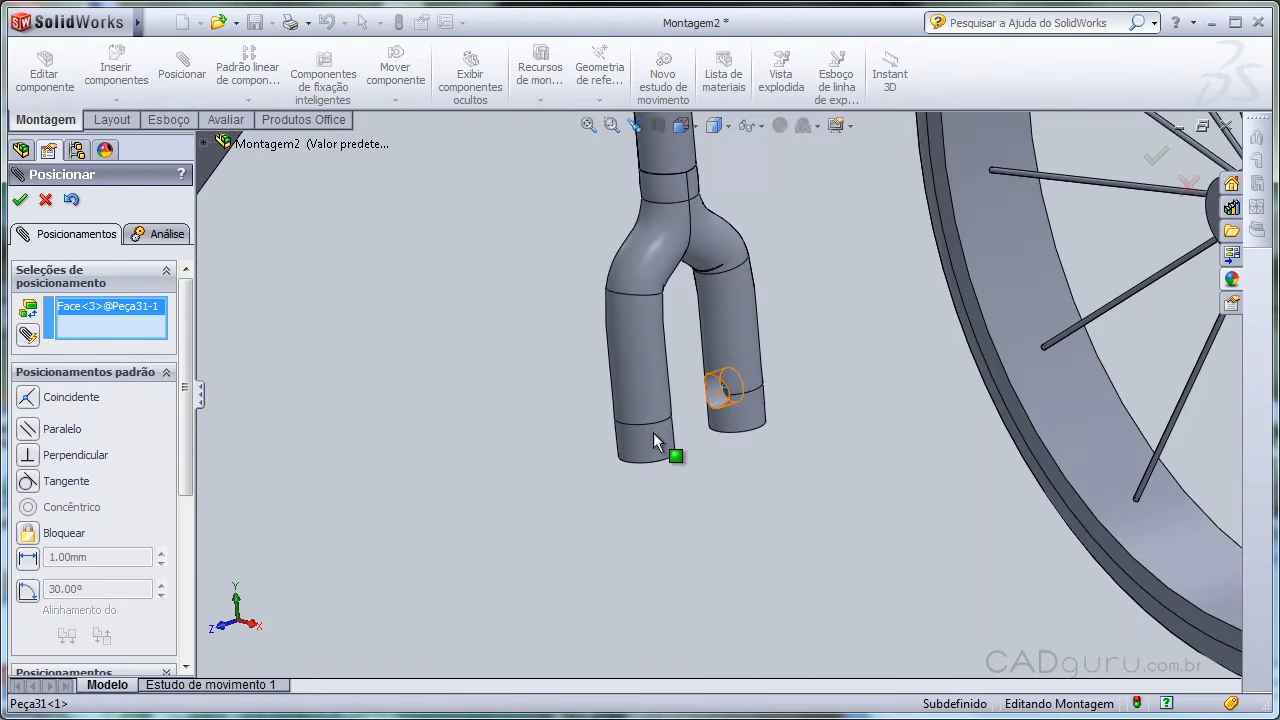 SolidWorks
Montagem2 *
Pesquisar a Ajuda do SolidWorks
Editar
componente
Inserir
componentes
Posicionar
Padrão linear
de compon...
Componentes
de fixação
inteligentes
Mover
componente
Exibir
componentes
ocultos
Recursos
de mon...
Geometria
de refe...
Novo
estudo de
movimento
Lista de
materiais
Vista
explodida
Esboço
de linha
de exp...
Instant
3D
Montagem
Layout
Esboço
Avaliar
Produtos Office
Montagem2 (Valor predete...
Posicionar
?
Posicionamentos
Análise
Seleções de
posicionamento
Face<3>@Peça31-1
Posicionamentos padrão
Coincidente
Paralelo
Perpendicular
Tangente
Concêntrico
Bloquear
1.00mm
30.00º
Alinhamento do
Posicionamentos
Y
Z
X
CADguru.com.br
Modelo
Estudo de movimento 1
Peça31<1>
Subdefinido
Editando Montagem